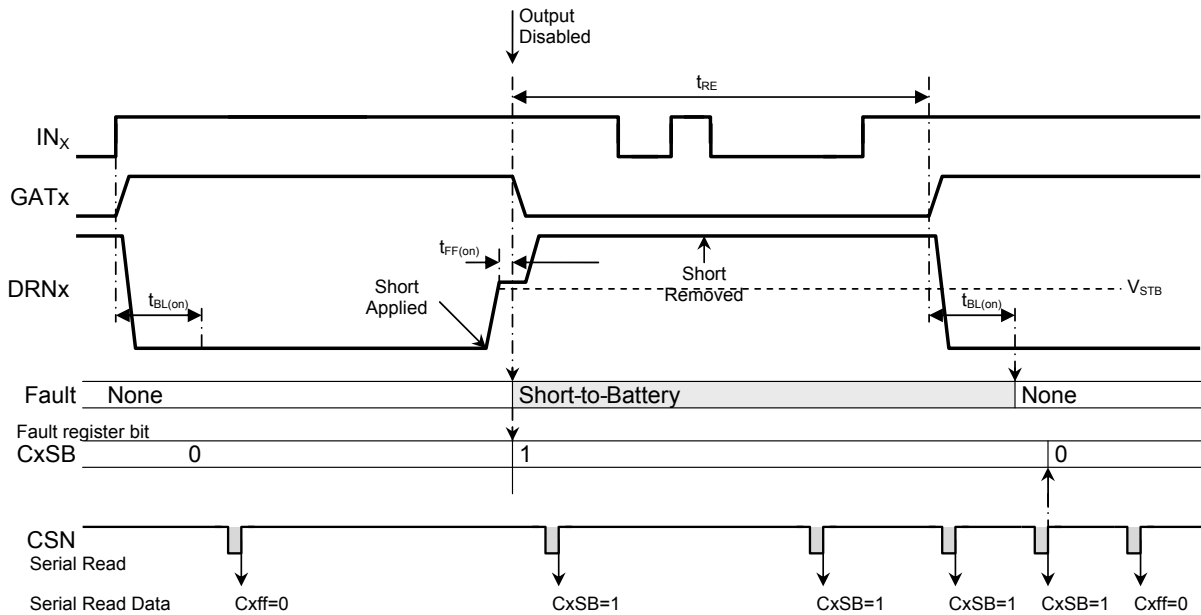 Output
Disabled
tRE
INX
GATx
tFF(on)
DRNx
Short
Applied
Short
Removed
VSTB
tBL(on)
tBL(on)
Fault
None
Short-to-Battery
None
Fault register bit
CxSB
0
1
0
CSN
Serial Read
Serial Read Data
Cxff=0
CxSB=1
CxSB=1
CxSB=1
CxSB=1
Cxff=0